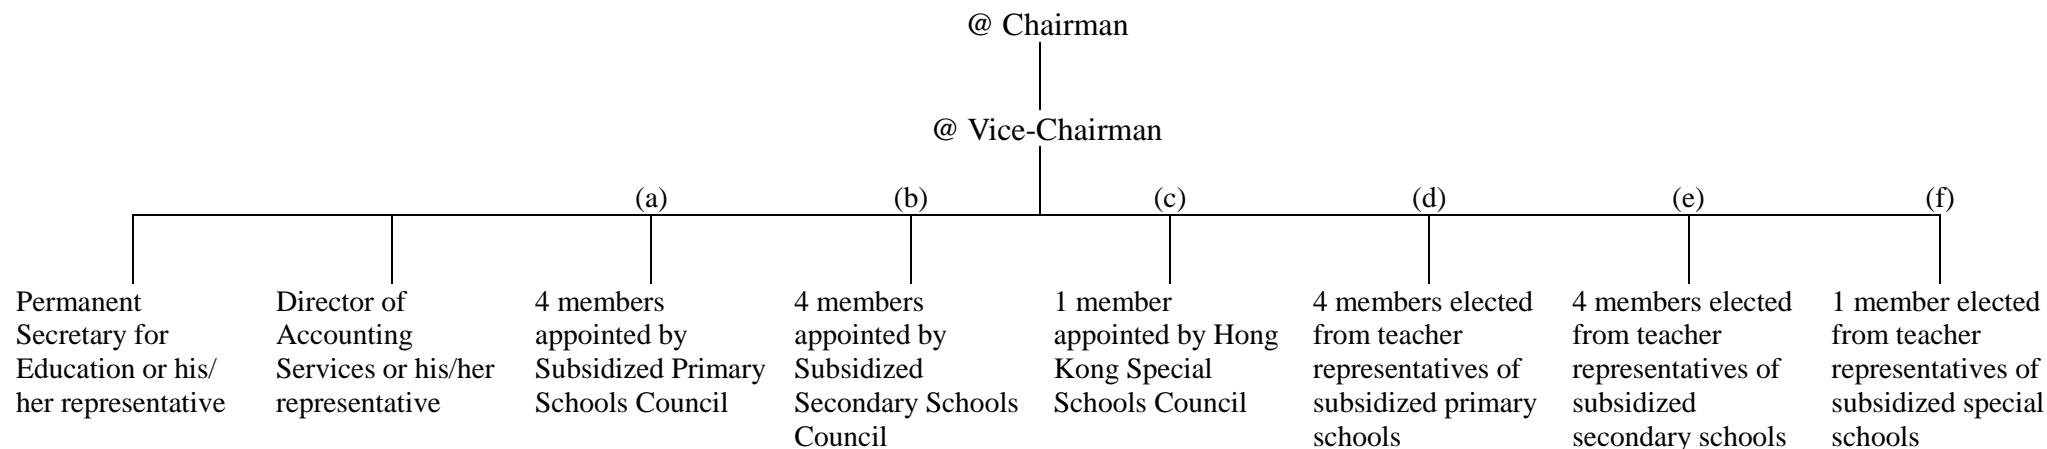 @ Chairman
@ Vice-Chairman
(a)
(b)
(c)
(d)
(e)
(f)
Permanent
Secretary for
Education or his/
her representative
Director of
Accounting
Services or his/her
representative
4 members
appointed by
Subsidized Primary
Schools Council
4 members
appointed by
Subsidized
Secondary Schools
Council
1 member
appointed by Hong
Kong Special
Schools Council
4 members elected
from teacher
representatives of
subsidized primary
schools
4 members elected
from teacher
representatives of
subsidized
secondary schools
1 member elected
from teacher
representatives of
subsidized special
schools